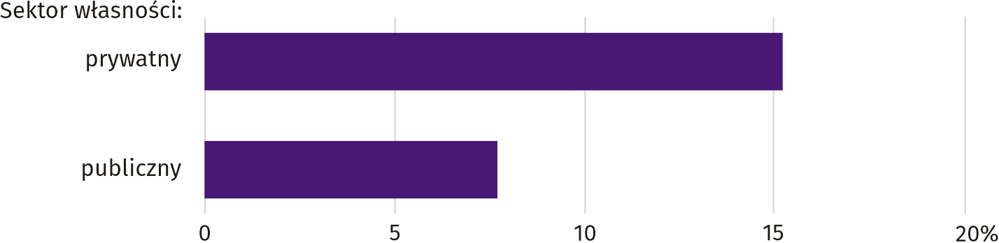 Sektor własności:
prywatny
publiczny
0 5 10 15 20%